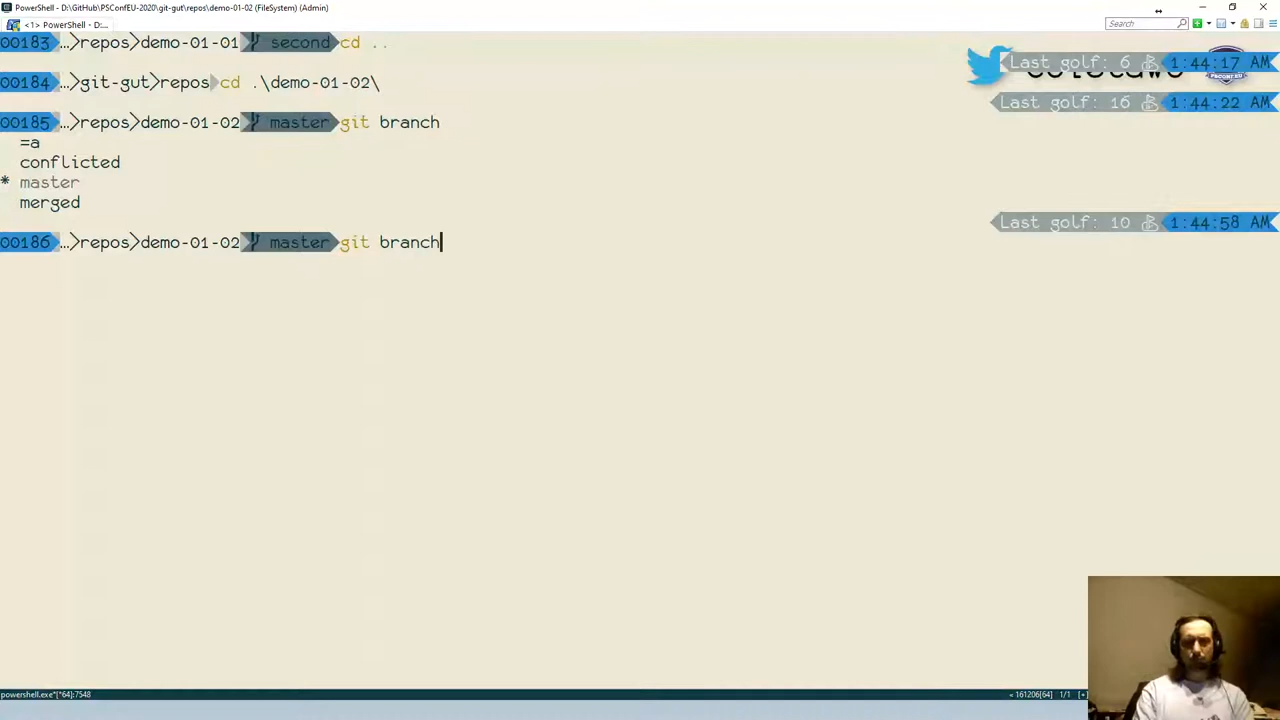 PowerShell - D:\GitHub\PSConfEU-2020\git-gut\repos\demo-01-02 (FileSystem) (Admin)
<1> PowerShell - D:...
Search
00183 …>repos>demo-01-01 second cd ..
Last golf: 6 1:44:17 AM
00184 …>git-gut>repos cd .\demo-01-02\
Last golf: 16 1:44:22 AM
00185 …>repos>demo-01-02 master git branch
=a
conflicted
* master
merged
Last golf: 10 1:44:58 AM
00186 …>repos>demo-01-02 master git branch
powershell.exe*[*64]:7548
« 161206[64] 1/1 [+]